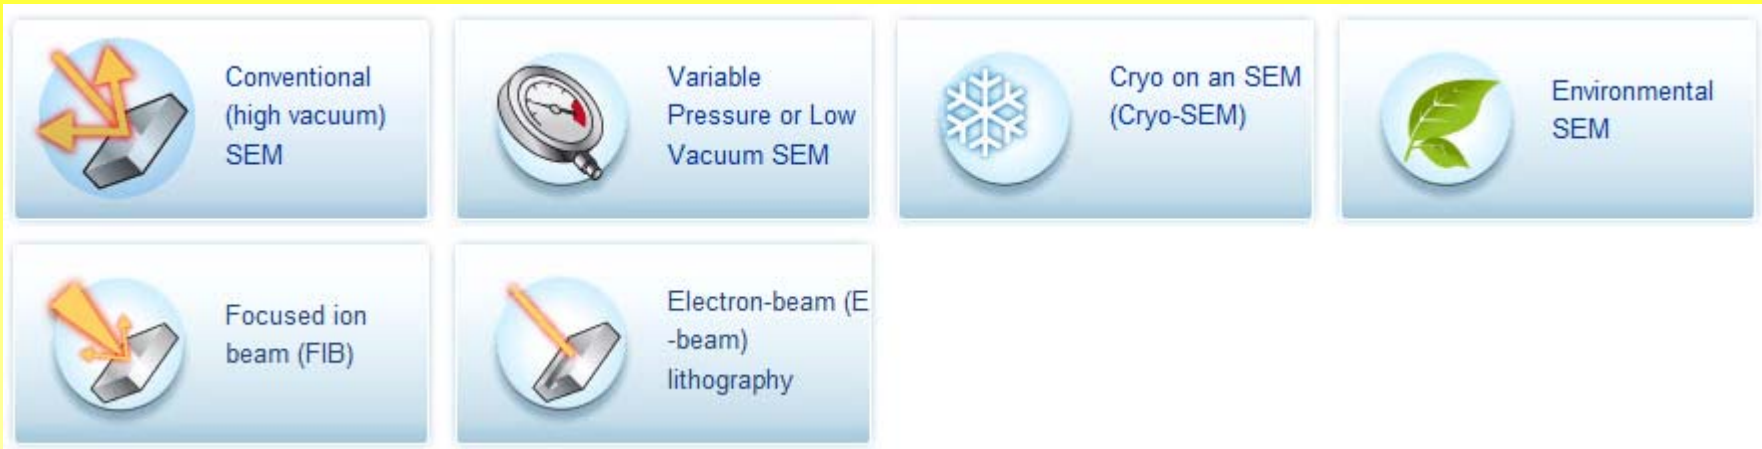 Conventional
(high vacuum)
SEM
Variable
Pressure or Low
Vacuum SEM
Cryo on an SEM
(Cryo-SEM)
Environmental
SEM
Focused ion
beam (FIB)
Electron-beam (E
-beam)
lithography